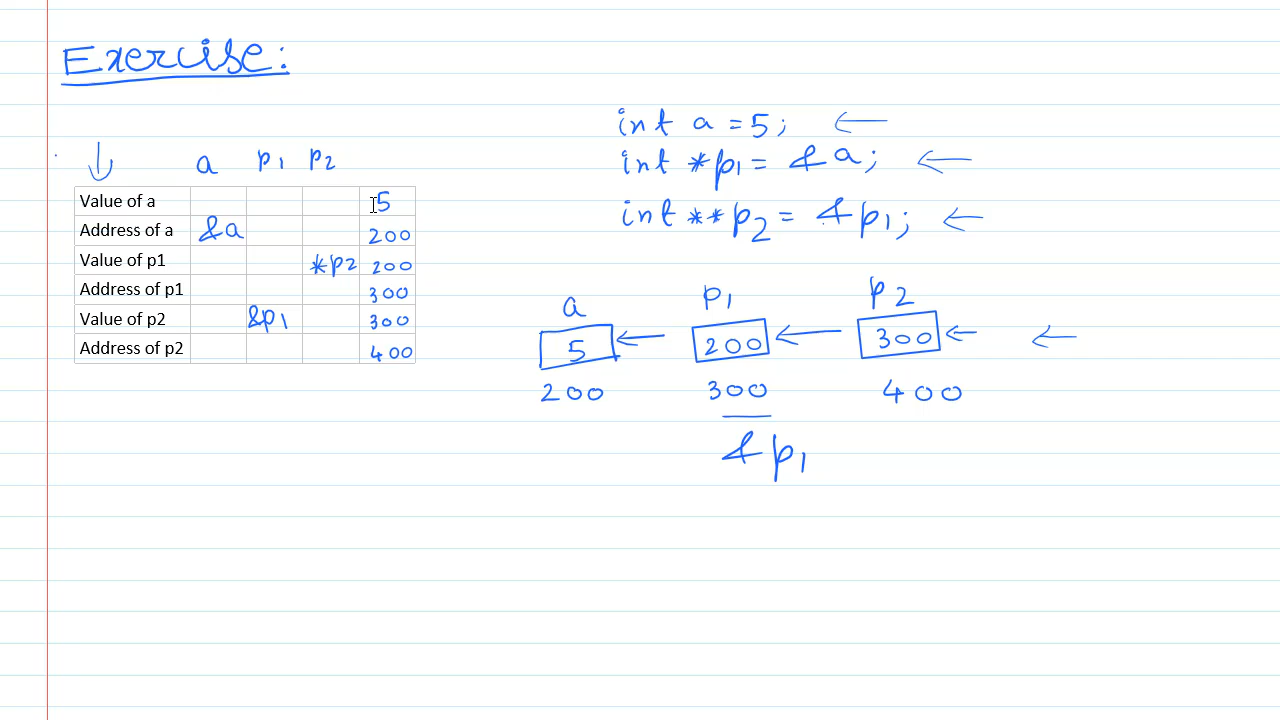 Exercise:
int a = 5; ←
int *p1 = &a; ←
int **p2 = &p1; ←
↓ a p1 p2
Value of a 5
Address of a &a 200
Value of p1 *p2 200
Address of p1 300
Value of p2 &p1 300
Address of p2 400
a p1 p2
5 ← 200 ← 300 ← ←
200 300 400
&p1